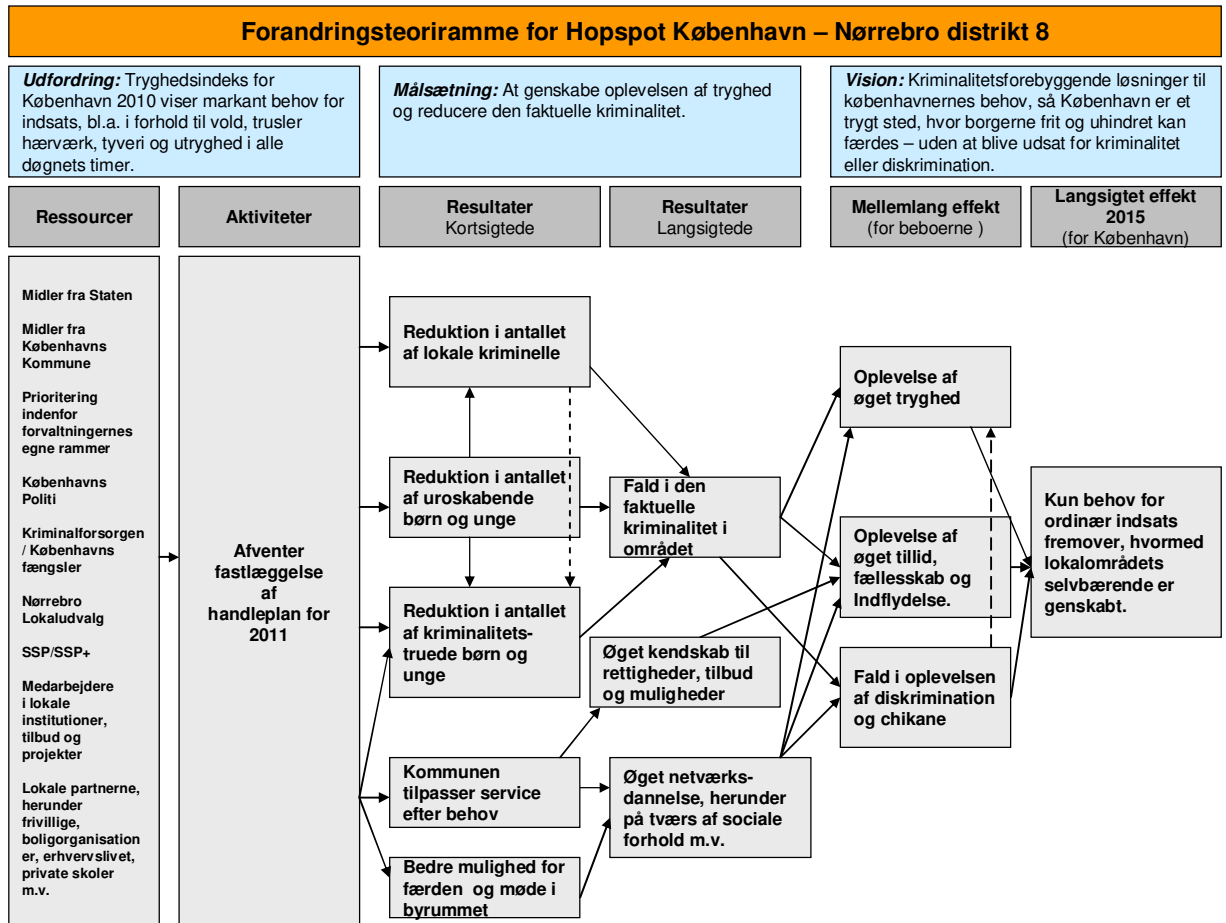 Forandringsteoriramme for Hopspot København – Nørrebro distrikt 8
Udfordring: Tryghedsindeks for
København 2010 viser markant behov for
indsats, bl.a. i forhold til vold, trusler
hærværk, tyveri og utryghed i alle
døgnets timer.
Målsætning: At genskabe oplevelsen af tryghed
og reducere den faktuelle kriminalitet.
Vision: Kriminalitetsforebyggende løsninger til
københavnernes behov, så København er et
trygt sted, hvor borgerne frit og uhindret kan
færdes – uden at blive udsat for kriminalitet
eller diskrimination.
Ressourcer
Aktiviteter
Resultater
Kortsigtede
Resultater
Langsigtede
Mellemlang effekt
(for beboerne )
Langsigtet effekt
2015
(for København)
Midler fra Staten
Midler fra
Københavns
Kommune
Prioritering
indenfor
forvaltningernes
egne rammer
Københavns
Politi
Kriminalforsorgen
/ Københavns
fængsler
Nørrebro
Lokaludvalg
SSP/SSP+
Medarbejdere
i lokale
institutioner,
tilbud og
projekter
Lokale partnerne,
herunder
frivillige,
boligorganisation
er, erhvervslivet,
private skoler
m.v.
Afventer
fastlæggelse
af
handleplan for
2011
Reduktion i antallet
af lokale kriminelle
Reduktion i antallet
af uroskabende
børn og unge
Reduktion i antallet
af kriminalitets-
truede børn og
unge
Kommunen
tilpasser service
efter behov
Bedre mulighed for
færden og møde i
byrummet
Fald i den
faktuelle
kriminalitet i
området
Øget kendskab til
rettigheder, tilbud
og muligheder
Øget netværks-
dannelse, herunder
på tværs af sociale
forhold m.v.
Oplevelse af
øget tryghed
Oplevelse af
øget tillid,
fællesskab og
Indflydelse.
Fald i oplevelsen
af diskrimination
og chikane
Kun behov for
ordinær indsats
fremover, hvormed
lokalområdets
selvbærende er
genskabt.